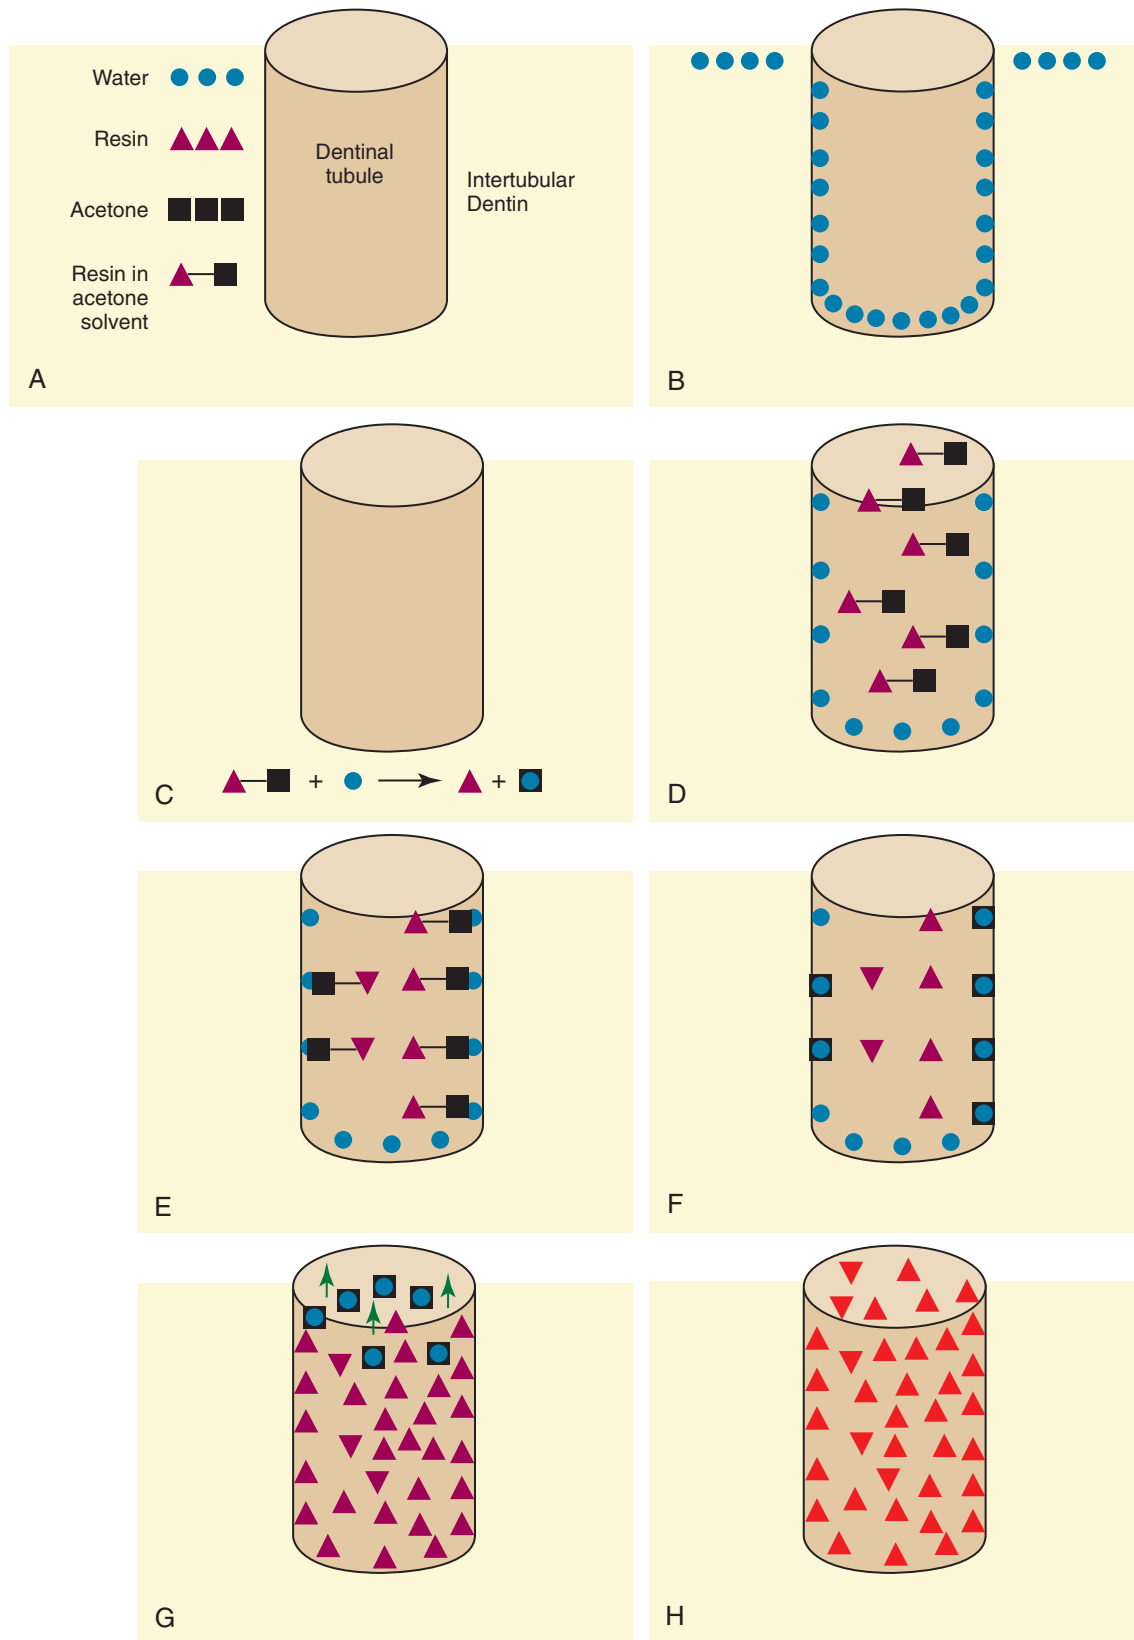 Water
Resin
Acetone
Resin in
acetone
solvent
Dentinal
tubule
Intertubular
Dentin
A
B
+
+
C
D
E
F
G
H